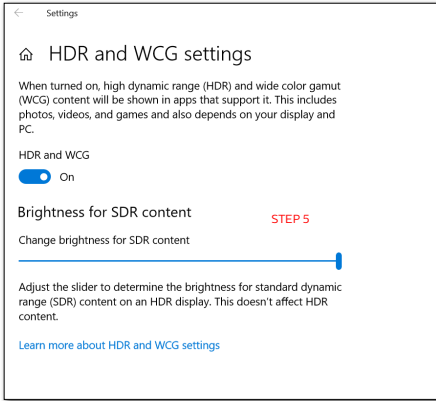 Settings
HDR and WCG settings
When turned on, high dynamic range (HDR) and wide color gamut
(WCG) content will be shown in apps that support it. This includes
photos, videos, and games and also depends on your display and
PC.
HDR and WCG
On
Brightness for SDR content
STEP 5
Change brightness for SDR content
Adjust the slider to determine the brightness for standard dynamic
range (SDR) content on an HDR display. This doesn't affect HDR
content.
Learn more about HDR and WCG settings